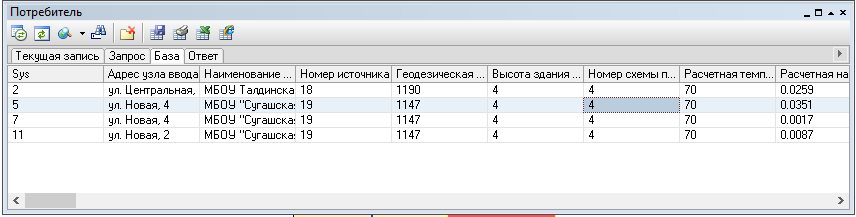 Потребитель
Текущая запись Запрос База Ответ
Sys Адрес узла ввода Наименование ... Номер источника Геодезическая ... Высота здания ... Номер схемы п... Расчетная темп... Расчетная на
2 ул. Центральная, МБОУ Талдинска 18 1190 4 4 70 0.0259
5 ул. Новая, 4 МБОУ "Сугашска 19 1147 4 4 70 0.0351
7 ул. Новая, 4 МБОУ "Сугашска 19 1147 4 4 70 0.0017
11 ул. Новая, 2 МБОУ "Сугашска 19 1147 4 4 70 0.0087